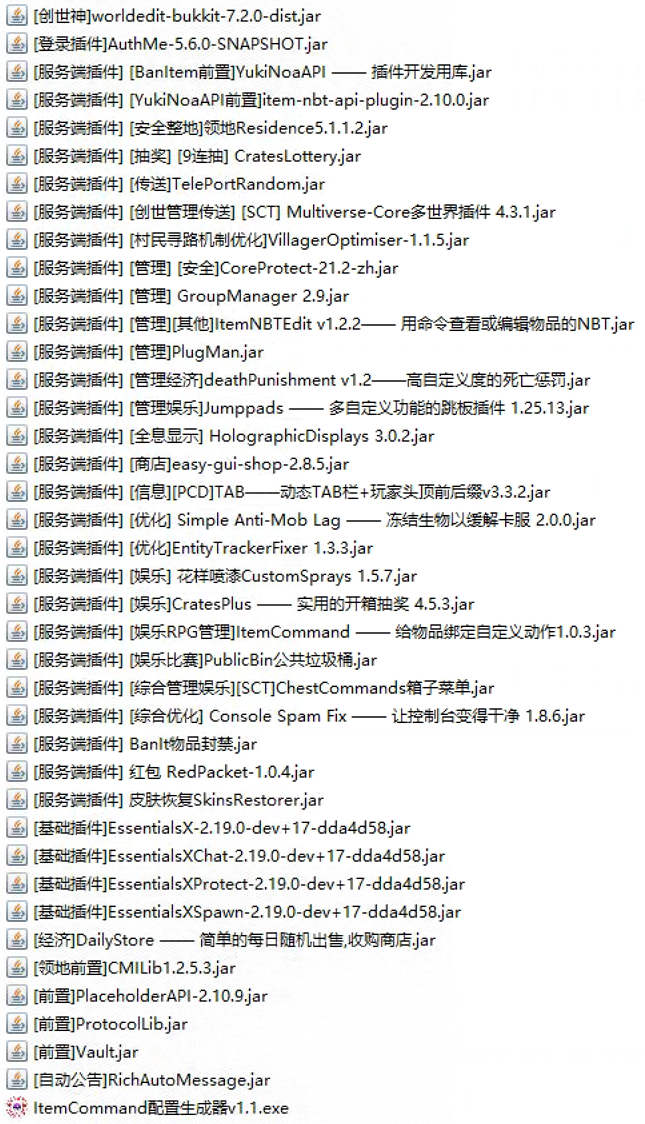 [创世神]worldedit-bukkit-7.2.0-dist.jar
[登录插件]AuthMe-5.6.0-SNAPSHOT.jar
[服务端插件] [BanItem前置]YukiNoaAPI —— 插件开发用库.jar
[服务端插件] [YukiNoaAPI前置]item-nbt-api-plugin-2.10.0.jar
[服务端插件] [安全整地]领地Residence5.1.1.2.jar
[服务端插件] [抽奖] [9连抽] CratesLottery.jar
[服务端插件] [传送]TelePortRandom.jar
[服务端插件] [创世管理传送] [SCT] Multiverse-Core多世界插件 4.3.1.jar
[服务端插件] [村民寻路机制优化]VillagerOptimiser-1.1.5.jar
[服务端插件] [管理] [安全]CoreProtect-21.2-zh.jar
[服务端插件] [管理] GroupManager 2.9.jar
[服务端插件] [管理][其他]ItemNBTEdit v1.2.2—— 用命令查看或编辑物品的NBT.jar
[服务端插件] [管理]PlugMan.jar
[服务端插件] [管理经济]deathPunishment v1.2——高自定义度的死亡惩罚.jar
[服务端插件] [管理娱乐]Jumppads —— 多自定义功能的跳板插件 1.25.13.jar
[服务端插件] [全息显示] HolographicDisplays 3.0.2.jar
[服务端插件] [商店]easy-gui-shop-2.8.5.jar
[服务端插件] [信息][PCD]TAB——动态TAB栏+玩家头顶前后缀v3.3.2.jar
[服务端插件] [优化] Simple Anti-Mob Lag —— 冻结生物以缓解卡服 2.0.0.jar
[服务端插件] [优化]EntityTrackerFixer 1.3.3.jar
[服务端插件] [娱乐] 花样喷漆CustomSprays 1.5.7.jar
[服务端插件] [娱乐]CratesPlus —— 实用的开箱抽奖 4.5.3.jar
[服务端插件] [娱乐RPG管理]ItemCommand —— 给物品绑定自定义动作1.0.3.jar
[服务端插件] [娱乐比赛]PublicBin公共垃圾桶.jar
[服务端插件] [综合管理娱乐][SCT]ChestCommands箱子菜单.jar
[服务端插件] [综合优化] Console Spam Fix —— 让控制台变得干净 1.8.6.jar
[服务端插件] BanIt物品封禁.jar
[服务端插件] 红包 RedPacket-1.0.4.jar
[服务端插件] 皮肤恢复SkinsRestorer.jar
[基础插件]EssentialsX-2.19.0-dev+17-dda4d58.jar
[基础插件]EssentialsXChat-2.19.0-dev+17-dda4d58.jar
[基础插件]EssentialsXProtect-2.19.0-dev+17-dda4d58.jar
[基础插件]EssentialsXSpawn-2.19.0-dev+17-dda4d58.jar
[经济]DailyStore —— 简单的每日随机出售,收购商店.jar
[领地前置]CMILib1.2.5.3.jar
[前置]PlaceholderAPI-2.10.9.jar
[前置]ProtocolLib.jar
[前置]Vault.jar
[自动公告]RichAutoMessage.jar
ItemCommand配置生成器v1.1.exe